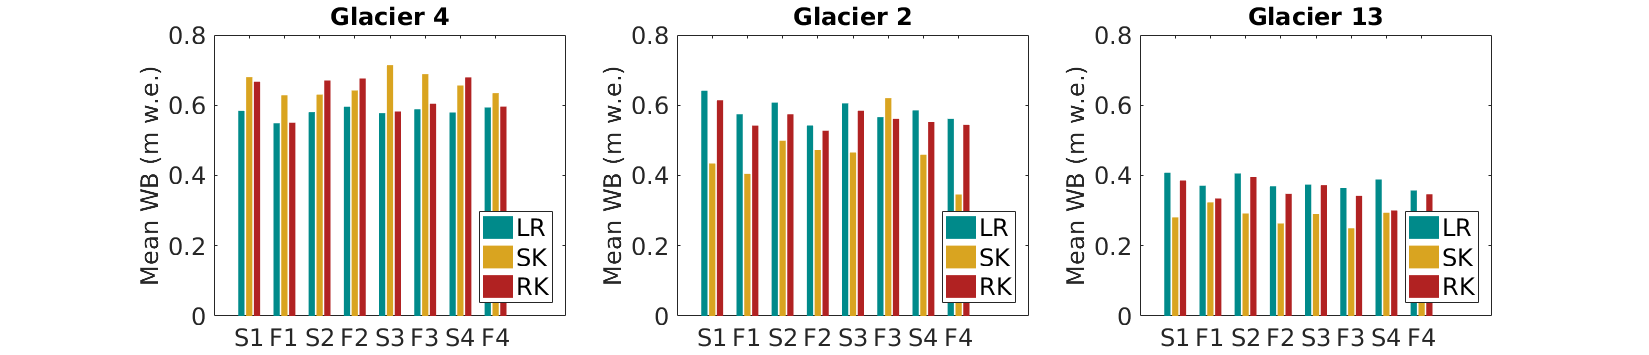 Glacier 4
Mean WB (m w.e.)
0.8
0.6
0.4
0.2
0
S1 F1 S2 F2 S3 F3 S4 F4
LR
SK
RK
Glacier 2
Mean WB (m w.e.)
0.8
0.6
0.4
0.2
0
S1 F1 S2 F2 S3 F3 S4 F4
LR
SK
RK
Glacier 13
Mean WB (m w.e.)
0.8
0.6
0.4
0.2
0
S1 F1 S2 F2 S3 F3 S4 F4
LR
SK
RK